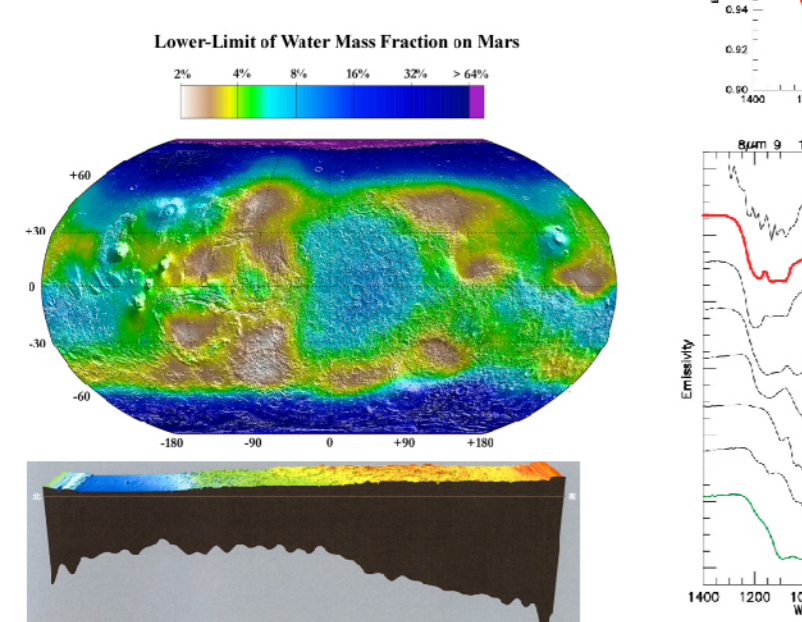 Lower-Limit of Water Mass Fraction on Mars
2% 4% 8% 16% 32% > 64%
+60
+30
0
-30
-60
-180 -90 0 +90 +180
0.94
0.92
0.90
1400
8μm 9
Emissivity
1400 1200